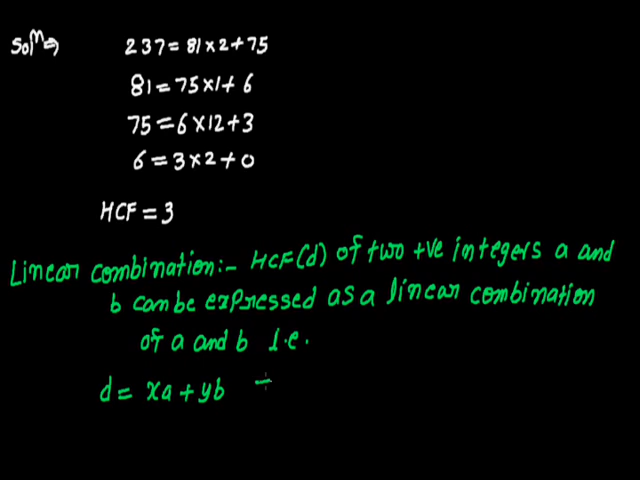 Solⁿ⇒ 237 = 81 × 2 + 75
81 = 75 × 1 + 6
75 = 6 × 12 + 3
6 = 3 × 2 + 0
HCF = 3
Linear combination:- HCF(d) of two +ve integers a and
b can be expressed as a linear combination
of a and b I.e.
d = xa + yb